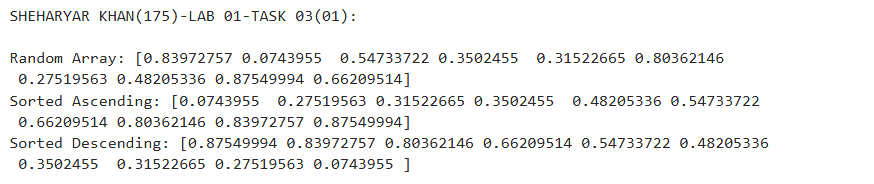 SHEHARYAR KHAN(175)-LAB 01-TASK 03(01):
Random Array: [0.83972757 0.0743955  0.54733722 0.3502455  0.31522665 0.80362146
 0.27519563 0.48205336 0.87549994 0.66209514]
Sorted Ascending: [0.0743955  0.27519563 0.31522665 0.3502455  0.48205336 0.54733722
 0.66209514 0.80362146 0.83972757 0.87549994]
Sorted Descending: [0.87549994 0.83972757 0.80362146 0.66209514 0.54733722 0.48205336
 0.3502455  0.31522665 0.27519563 0.0743955 ]